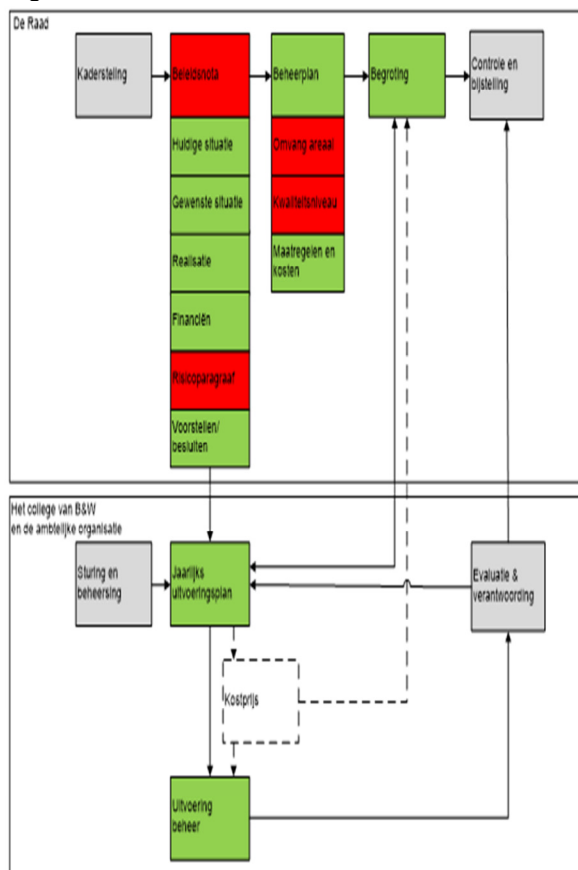 De Raad
Kaderstelling
Beleidsnota
Beheerplan
Begroting
Controle en
bijstelling
Huidige situatie
Omvang areaal
Gewenste situatie
Kwaliteitsniveau
Realisatie
Maatregelen en
kosten
Financiën
Risicoparagraaf
Voorstellen/
besluiten
Het college van B&W
en de ambtelijke organisatie
Sturing en
beheersing
Jaarlijks
uitvoeringsplan
Evaluatie &
verantwoording
Kostprijs
Uitvoering
beheer